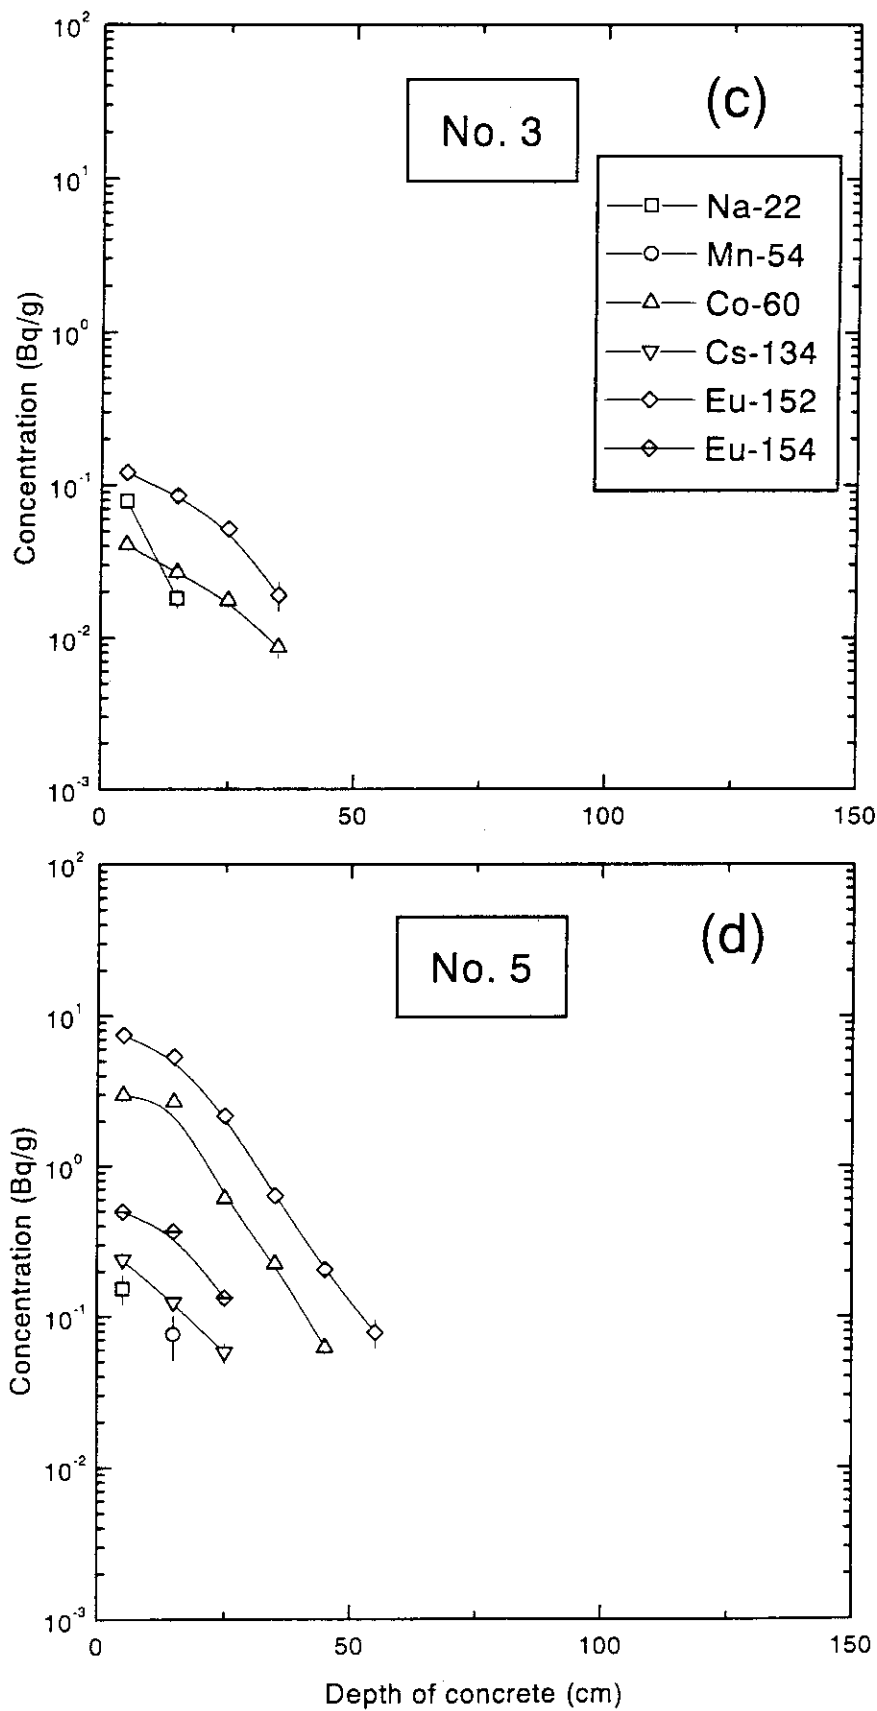 (c)
No. 3
Na-22
Mn-54
Co-60
Cs-134
Eu-152
Eu-154
Concentration (Bq/g)
10²
10¹
10⁰
10⁻¹
10⁻²
10⁻³
0 50 100 150
(d)
No. 5
Concentration (Bq/g)
10²
10¹
10⁰
10⁻¹
10⁻²
10⁻³
0 50 100 150
Depth of concrete (cm)